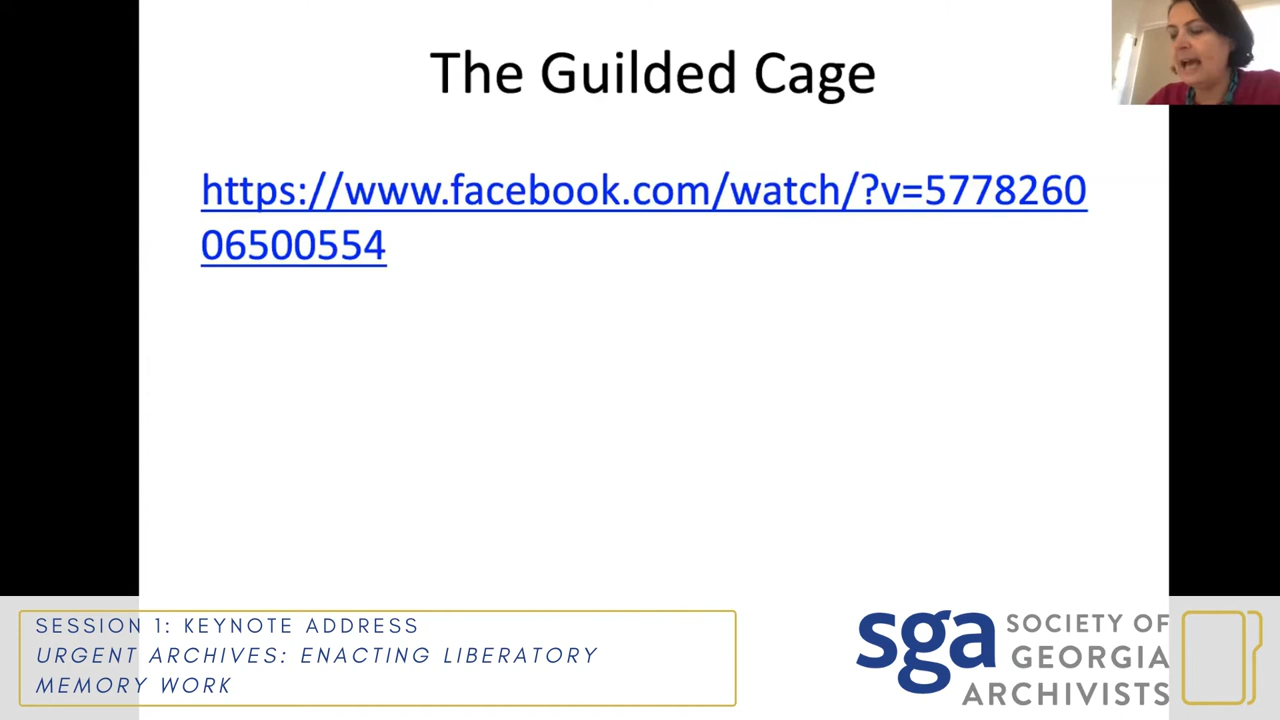 The Guilded Cage
https://www.facebook.com/watch/?v=5778260
06500554
SESSION 1: KEYNOTE ADDRESS
URGENT ARCHIVES: ENACTING LIBERATORY
MEMORY WORK
sga
SOCIETY OF
GEORGIA
ARCHIVISTS